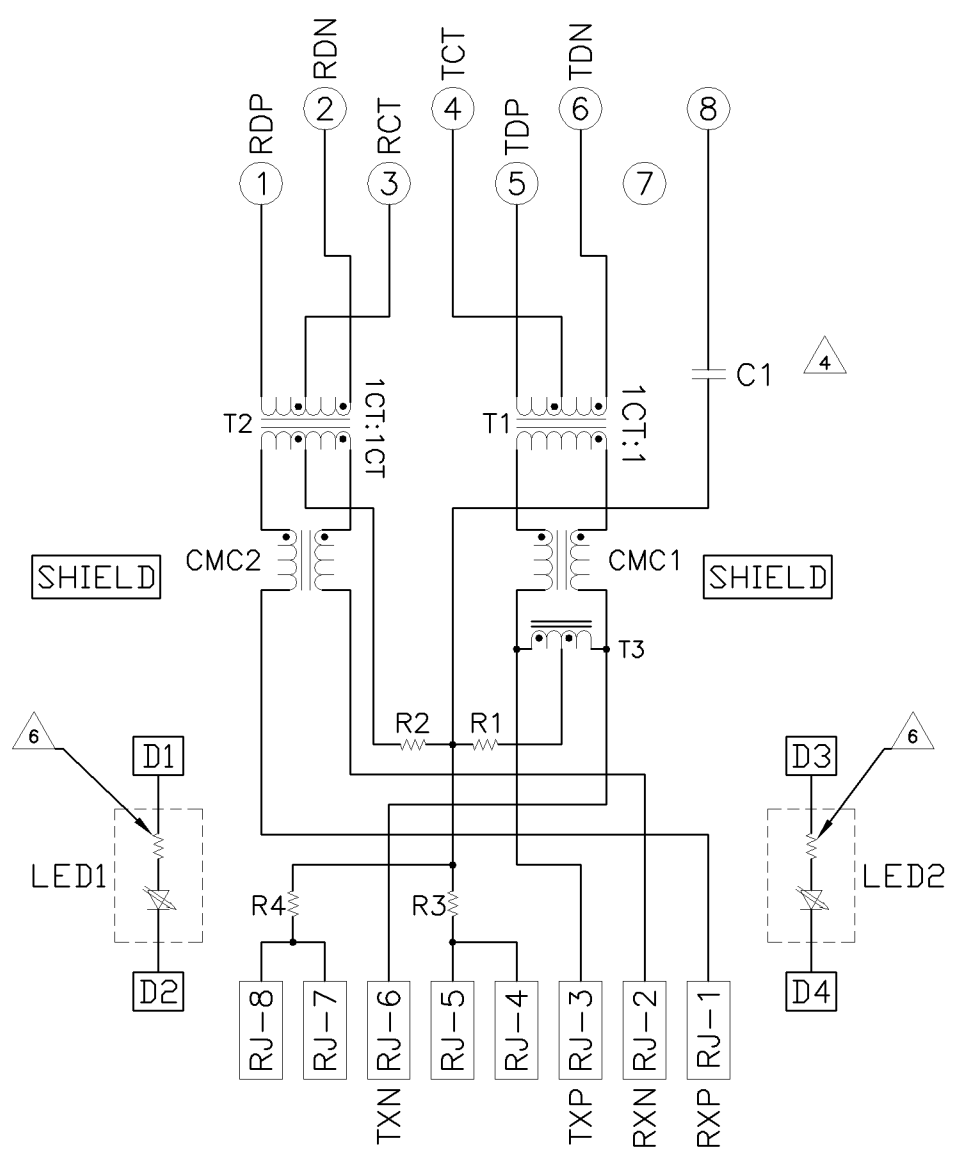 RDN
TCT
TDN
RDP
2
RCT
4
TDP
6
8
1
3
5
7
C1
4
T2
1CT:1CT
T1
1CT:1
CMC2
CMC1
SHIELD
SHIELD
T3
R2
R1
6
6
D1
D3
LED1
LED2
R4
R3
D2
D4
RJ-8
RJ-7
RJ-6
RJ-5
RJ-4
RJ-3
RJ-2
RJ-1
TXN
TXP
RXN
RXP